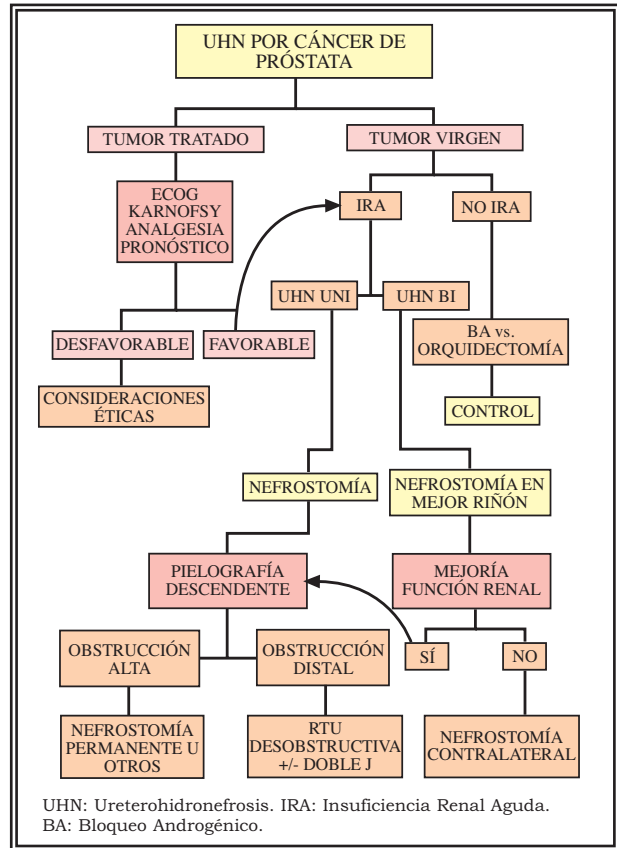 UHN POR CÁNCER DE
PRÓSTATA
TUMOR TRATADO
TUMOR VIRGEN
ECOG
KARNOFSY
ANALGESIA
PRONÓSTICO
IRA
NO IRA
UHN UNI
UHN BI
DESFAVORABLE
FAVORABLE
BA vs.
ORQUIDECTOMÍA
CONSIDERACIONES
ÉTICAS
CONTROL
NEFROSTOMÍA
NEFROSTOMÍA EN
MEJOR RIÑÓN
PIELOGRAFÍA
DESCENDENTE
MEJORÍA
FUNCIÓN RENAL
OBSTRUCCIÓN
ALTA
OBSTRUCCIÓN
DISTAL
SÍ
NO
NEFROSTOMÍA
PERMANENTE U
OTROS
RTU
DESOBSTRUCTIVA
+/- DOBLE J
NEFROSTOMÍA
CONTRALATERAL
UHN: Ureterohidronefrosis. IRA: Insuficiencia Renal Aguda.
BA: Bloqueo Androgénico.